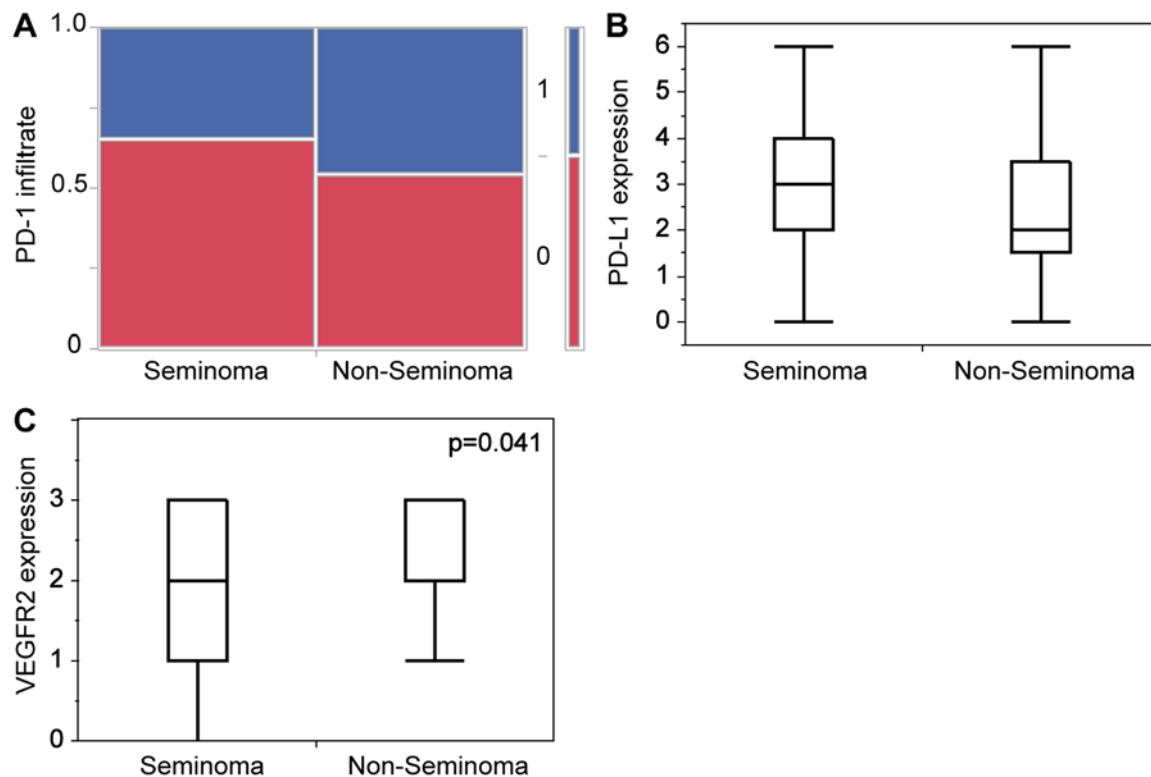 A
PD-1 infiltrate
1.0
0.5
0
Seminoma
Non-Seminoma
1
0
B
PD-L1 expression
6
5
4
3
2
1
0
Seminoma
Non-Seminoma
C
p=0.041
VEGFR2 expression
3
2
1
0
Seminoma
Non-Seminoma